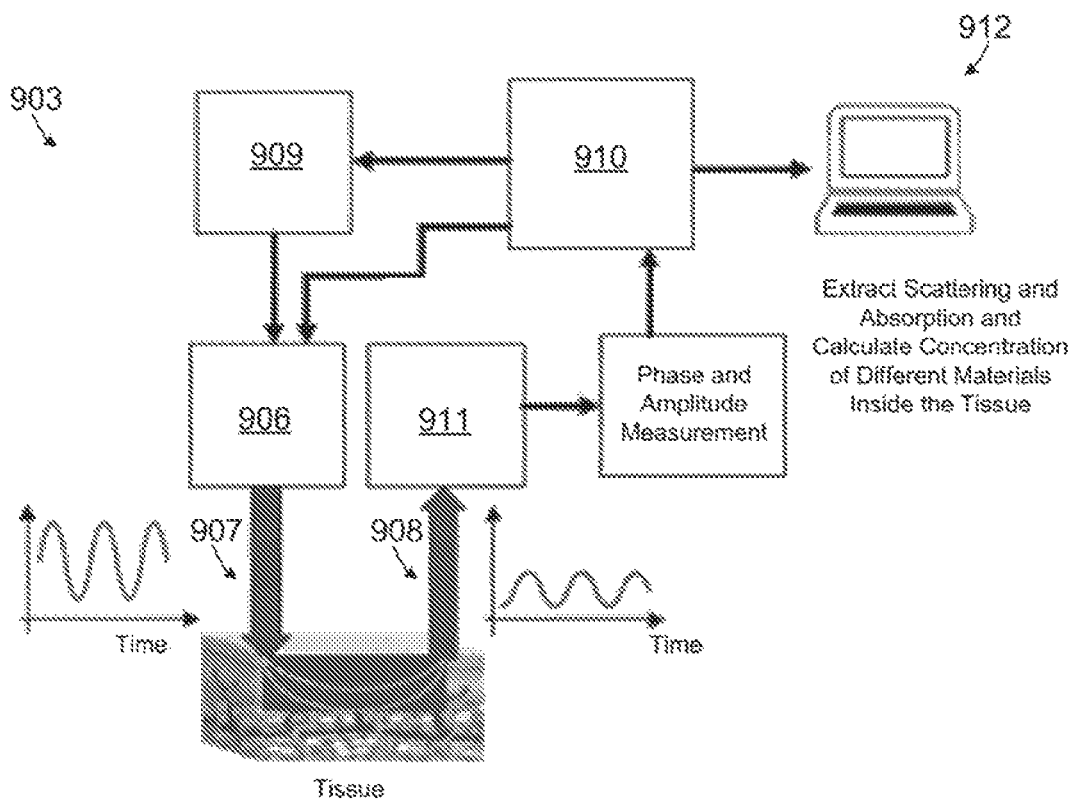 912
903
909
910
Extract Scattering and
Absorption and
Calculate Concentration
of Different Materials
Inside the Tissue
906
911
Phase and
Amplitude
Measurement
907
908
Time
Time
Tissue